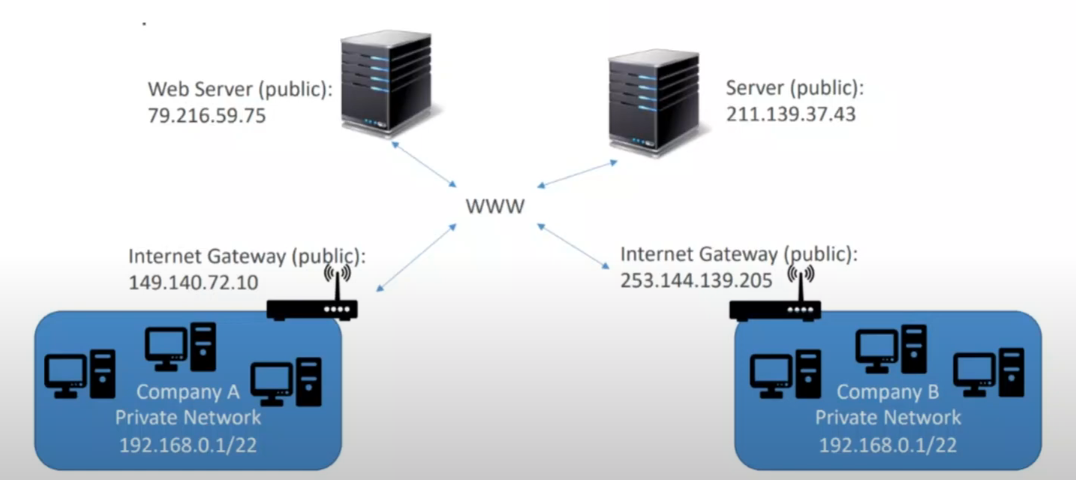 Web Server (public):
79.216.59.75
Server (public):
211.139.37.43
WWW
Internet Gateway (public):
149.140.72.10
Internet Gateway (public):
253.144.139.205
Company A
Private Network
192.168.0.1/22
Company B
Private Network
192.168.0.1/22